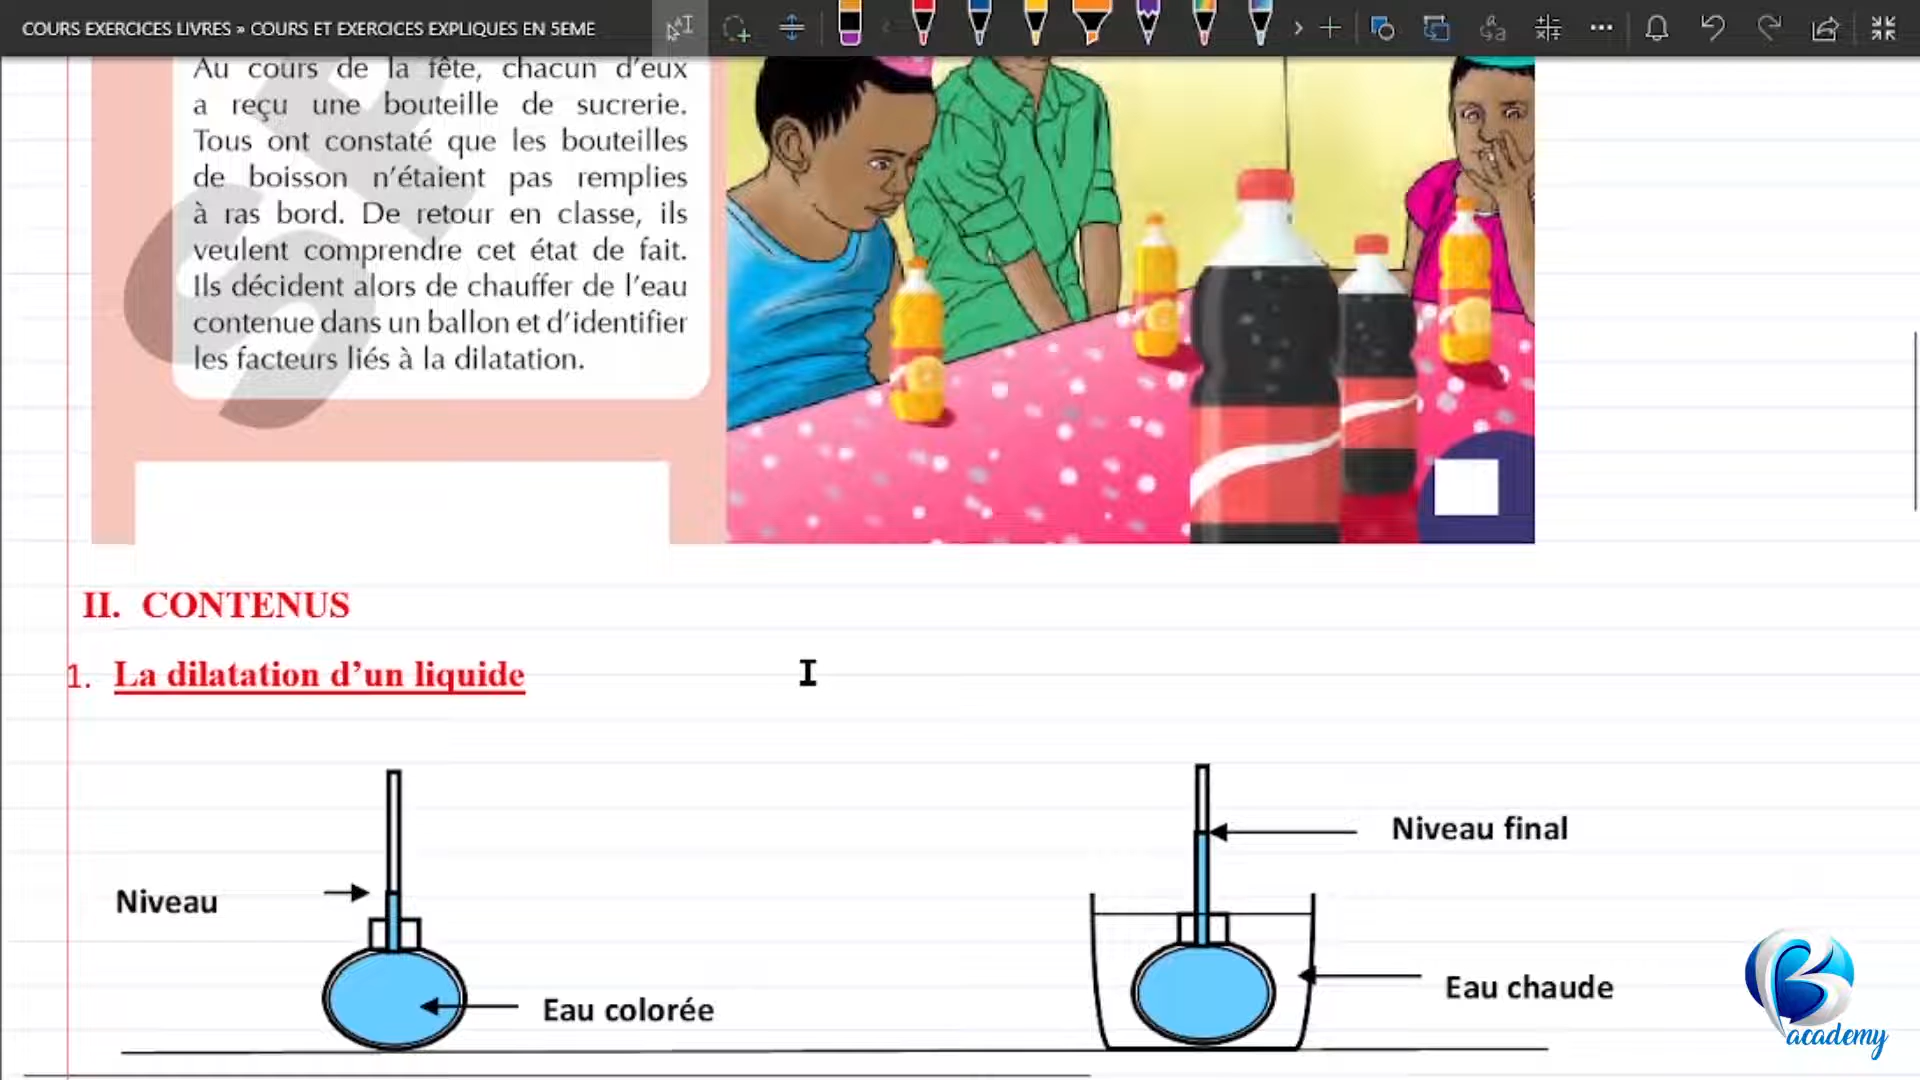 COURS EXERCICES LIVRES » COURS ET EXERCICES EXPLIQUES EN 5EME
Au cours de la fête, chacun d’eux
a reçu une bouteille de sucrerie.
Tous ont constaté que les bouteilles
de boisson n’étaient pas remplies
à ras bord. De retour en classe, ils
veulent comprendre cet état de fait.
Ils décident alors de chauffer de l’eau
contenue dans un ballon et d’identifier
les facteurs liés à la dilatation.
II. CONTENUS
1. La dilatation d’un liquide
Niveau final
Niveau
Eau chaude
Eau colorée
academy